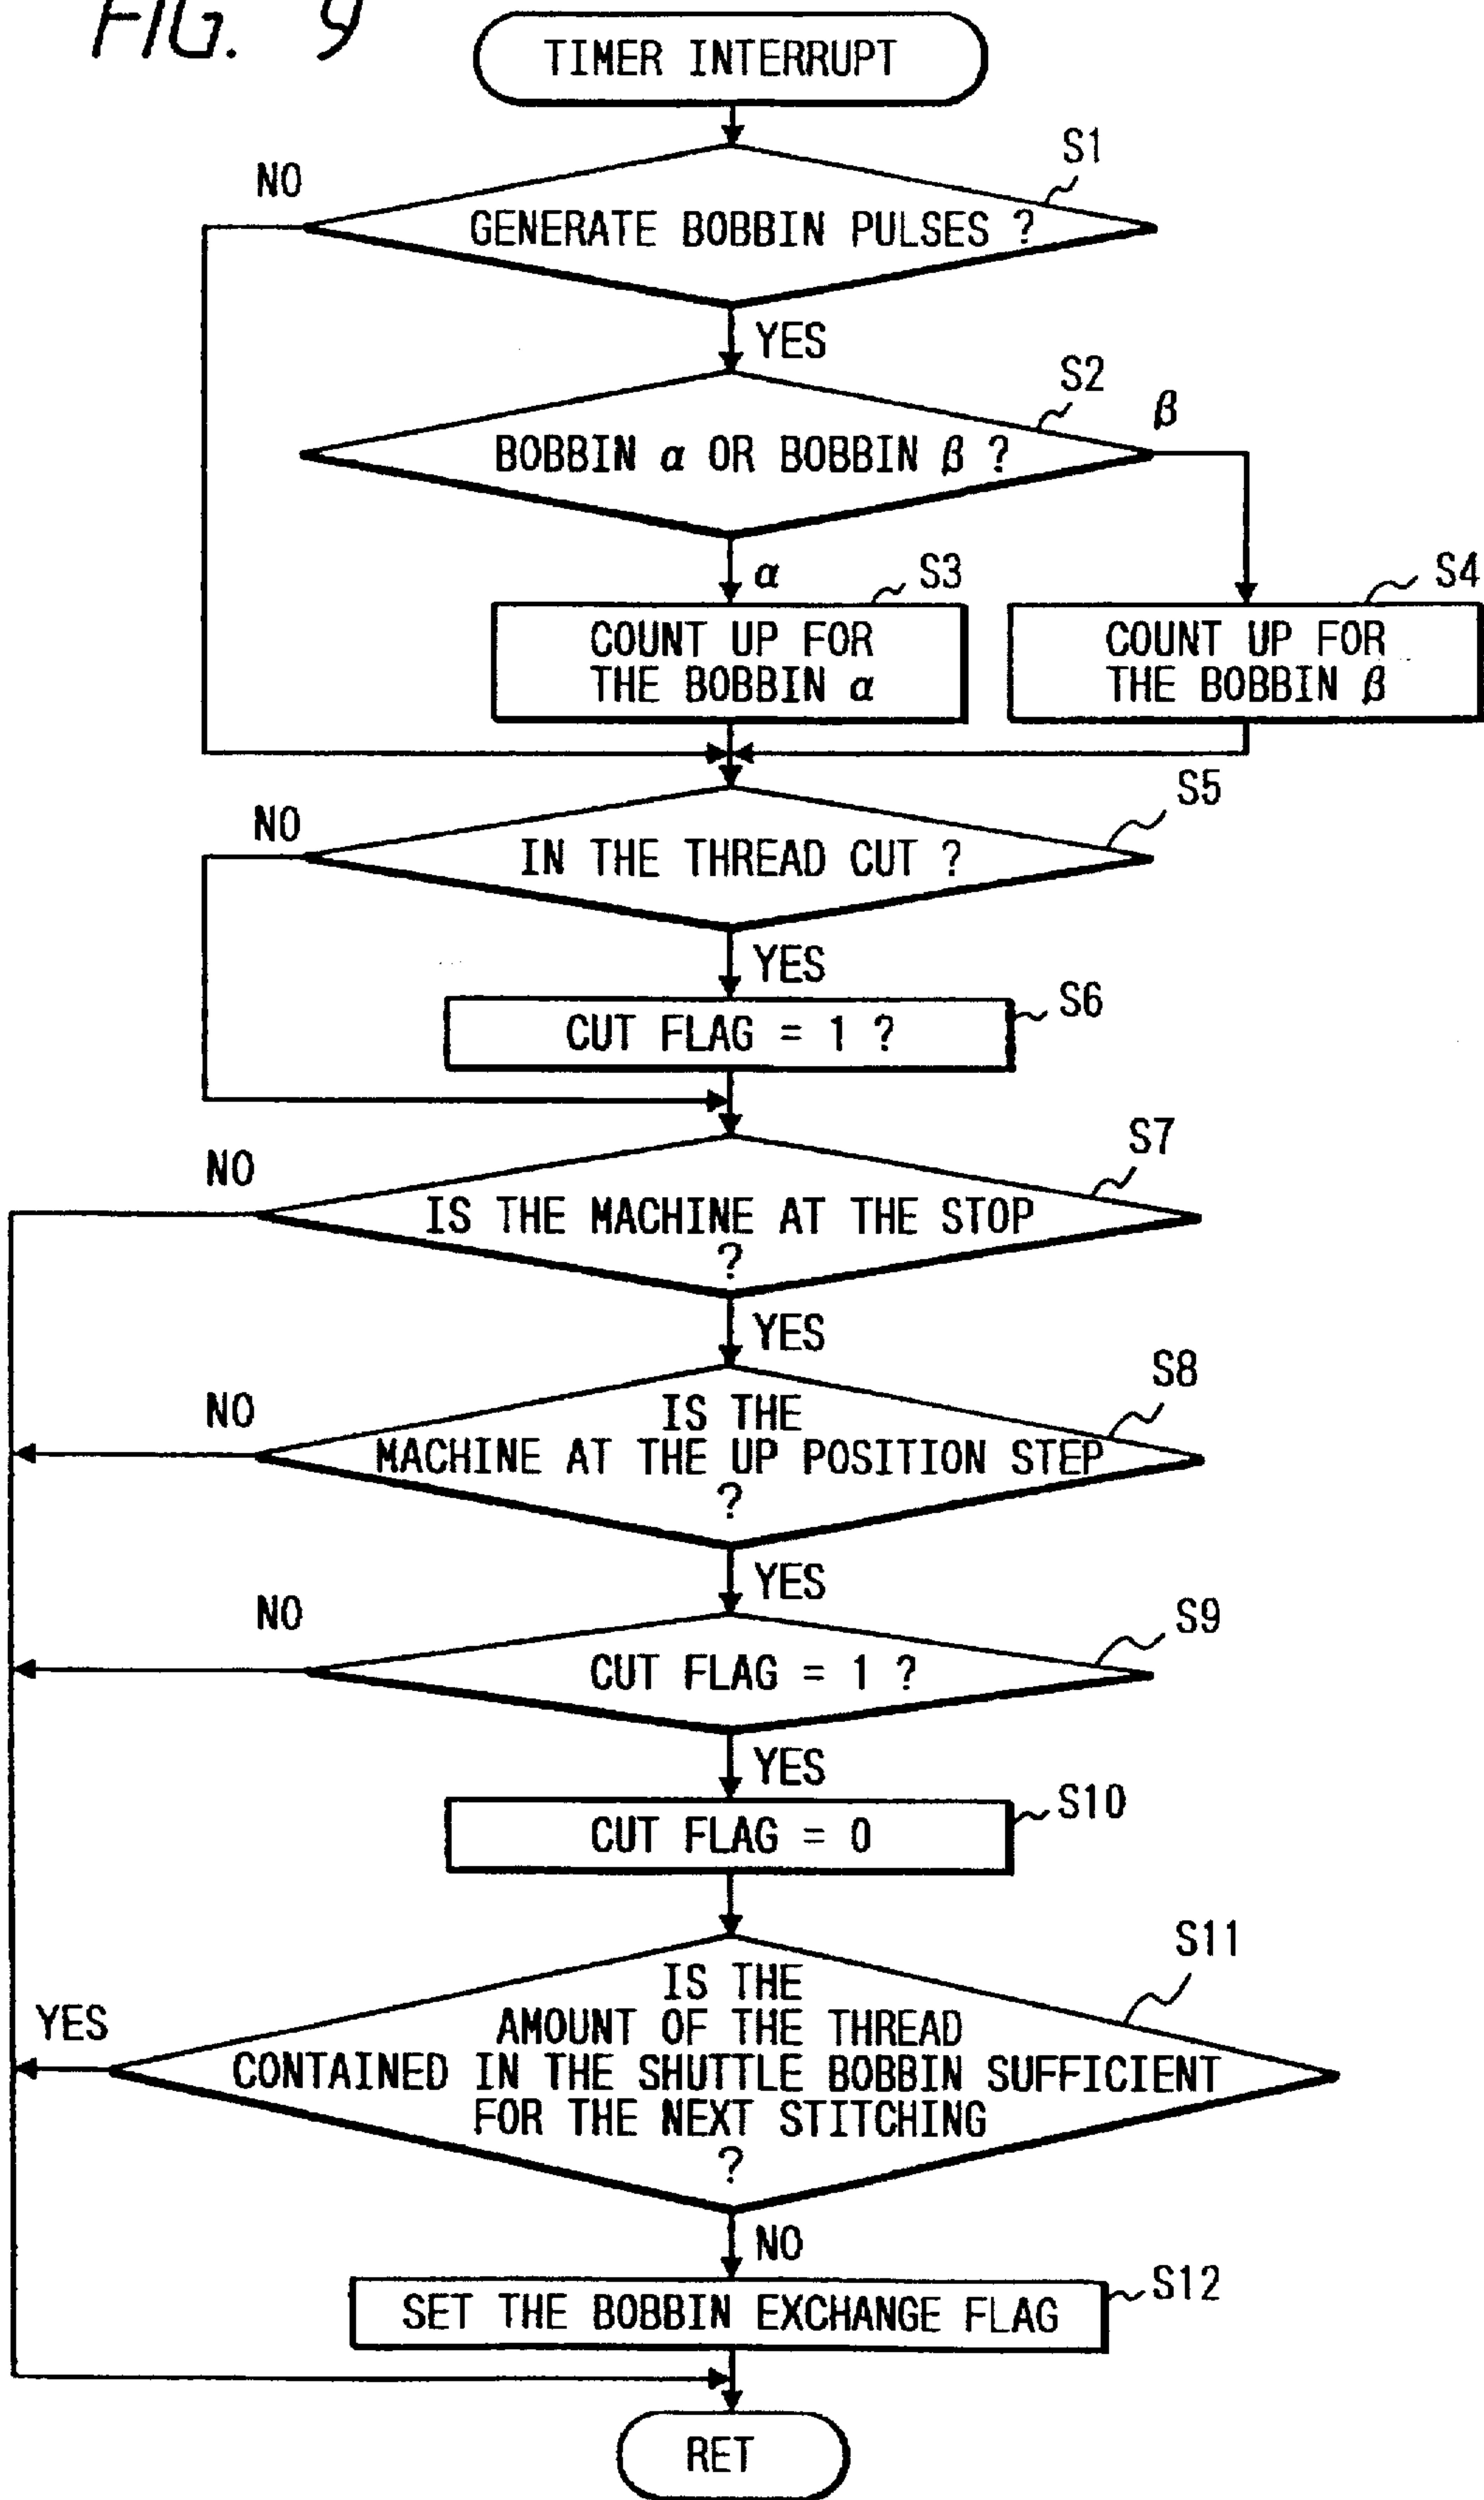 FIG. 9
TIMER INTERRUPT
S1
NO
GENERATE BOBBIN PULSES ?
YES
S2
β
BOBBIN α OR BOBBIN β ?
α
S3
S4
COUNT UP FOR
THE BOBBIN α
COUNT UP FOR
THE BOBBIN β
S5
NO
IN THE THREAD CUT ?
YES
S6
CUT FLAG = 1 ?
S7
NO
IS THE MACHINE AT THE STOP
?
YES
S8
NO
IS THE
MACHINE AT THE UP POSITION STEP
?
YES
S9
NO
CUT FLAG = 1 ?
YES
S10
CUT FLAG = 0
S11
IS THE
YES
AMOUNT OF THE THREAD
CONTAINED IN THE SHUTTLE BOBBIN SUFFICIENT
FOR THE NEXT STITCHING
?
NO
S12
SET THE BOBBIN EXCHANGE FLAG
RET